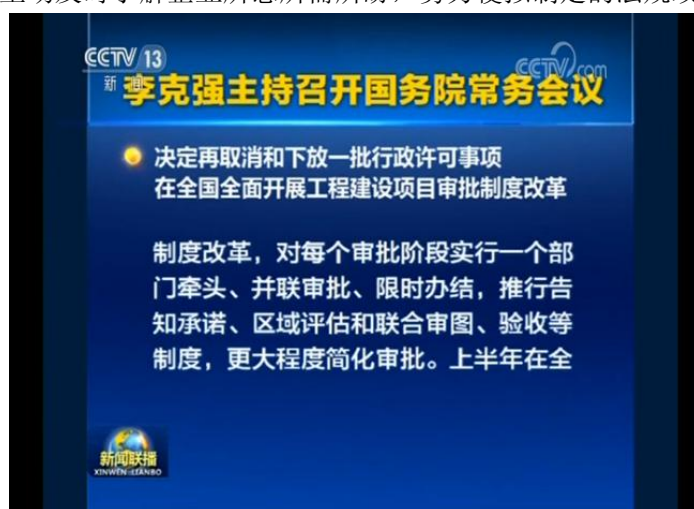 CCTV 13
新闻
CCTV.com
李克强主持召开国务院常务会议
决定再取消和下放一批行政许可事项
在全国全面开展工程建设项目审批制度改革
制度改革，对每个审批阶段实行一个部
门牵头、并联审批、限时办结，推行告
知承诺、区域评估和联合审图、验收等
制度，更大程度简化审批。上半年在全
新闻联播
XINWEN LIANBO